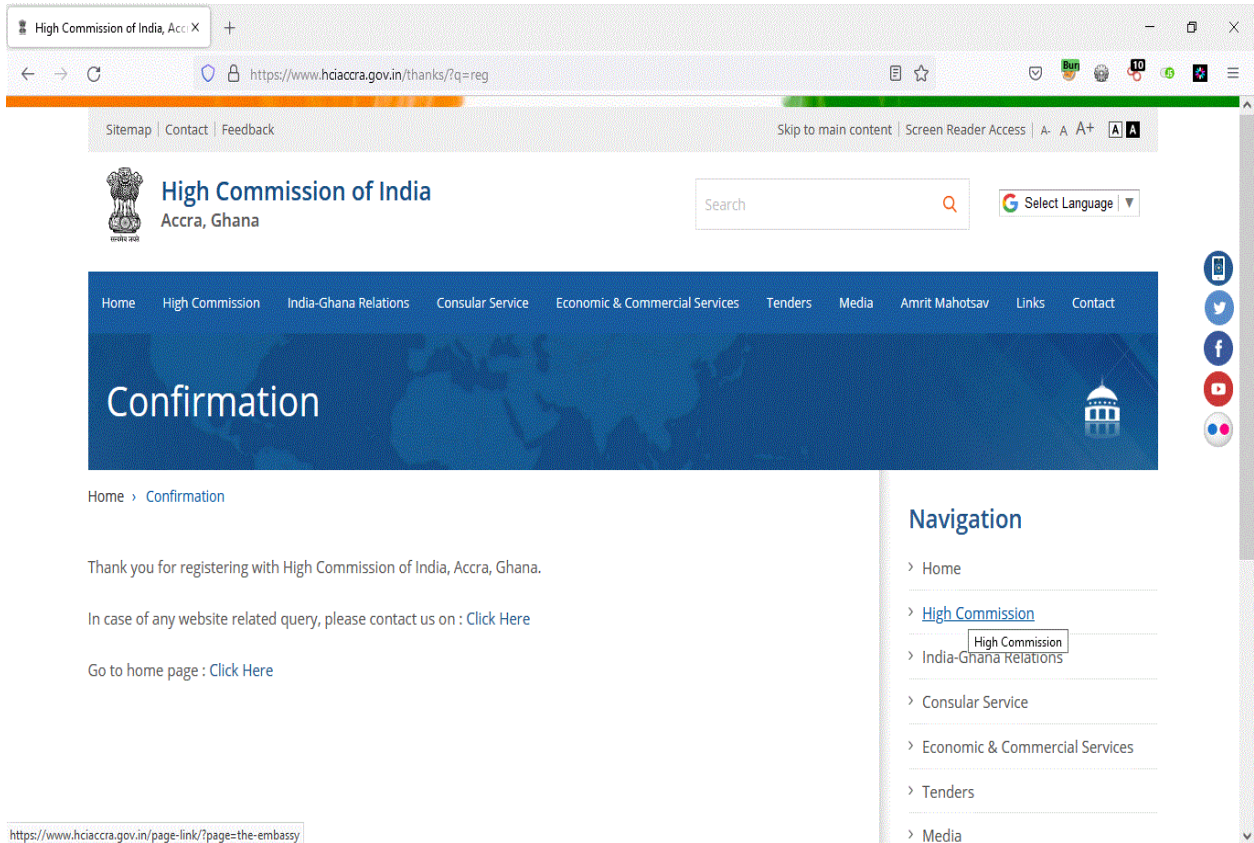 High Commission of India, Acc
https://www.hciaccra.gov.in/thanks/?q=reg
Bur
10
Sitemap | Contact | Feedback
Skip to main content | Screen Reader Access | A- A A+ A A
High Commission of India
Accra, Ghana
सत्यमेव जयते
Search
G Select Language ▼
Home High Commission India-Ghana Relations Consular Service Economic & Commercial Services Tenders Media Amrit Mahotsav Links Contact
Confirmation
Home › Confirmation
Thank you for registering with High Commission of India, Accra, Ghana.
In case of any website related query, please contact us on : Click Here
Go to home page : Click Here
Navigation
› Home
› High Commission
High Commission
› India-Ghana Relations
› Consular Service
› Economic & Commercial Services
› Tenders
› Media
https://www.hciaccra.gov.in/page-link/?page=the-embassy